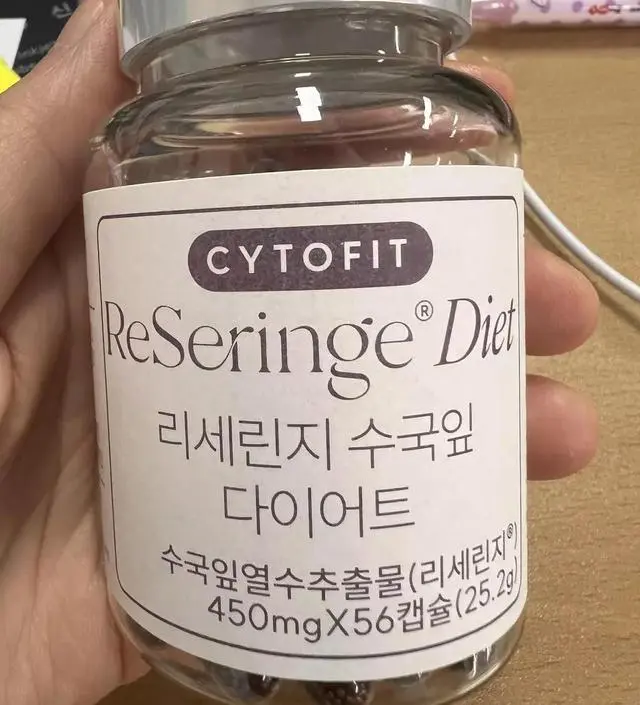 CYTOFIT
ReSeringe® Diet
리세린지 수국잎
다이어트
수국잎열수추출물(리세린지®)
450mgX56캡슐(25.2g)